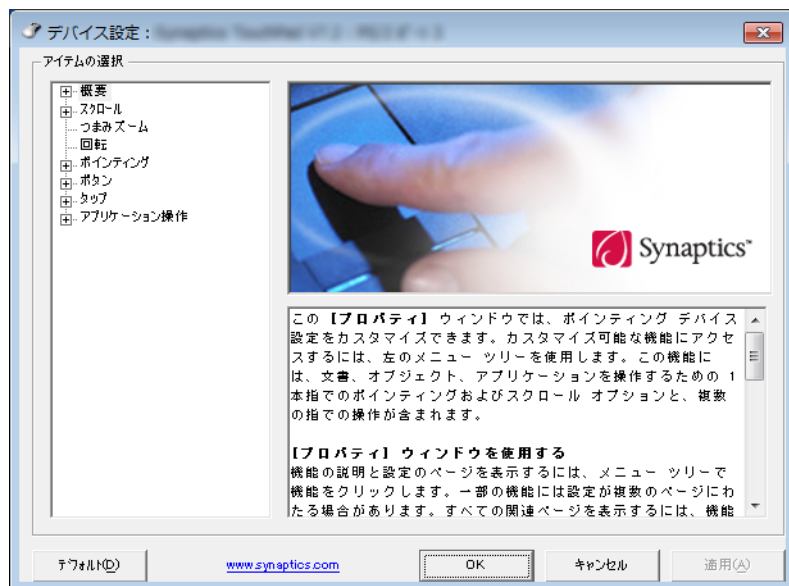 デバイス設定：
アイテムの選択
概要
スクロール
つまみズーム
回転
ポインティング
ボタン
タップ
アプリケーション操作
Synaptics™
この【プロパティ】ウィンドウでは、ポインティング デバイス
設定をカスタマイズできます。カスタマイズ可能な機能にアクセ
スするには、左のメニュー ツリーを使用します。この機能に
は、文書、オブジェクト、アプリケーションを操作するための 1
本指でのポインティングおよびスクロール オプションと、複数
の指での操作が含まれます。
【プロパティ】ウィンドウを使用する
機能の説明と設定のページを表示するには、メニュー ツリーで
機能をクリックします。一部の機能には設定が複数のページにわ
たる場合があります。すべての関連ページを表示するには、機能
デフォルト(D)
www.synaptics.com
OK
キャンセル
適用(A)